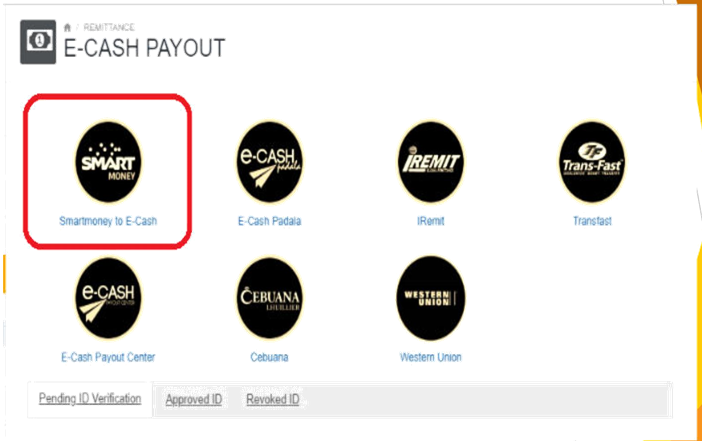 / REMITTANCE
E-CASH PAYOUT
SMART
MONEY
e-CASH
padala
iREMIT
TF
Trans-Fast
Smartmoney to E-Cash
E-Cash Padala
IRemit
Transfast
e-CASH
PAYOUT CENTER
CEBUANA
LHUILLIER
WESTERN
UNION
E-Cash Payout Center
Cebuana
Western Union
Pending ID Verification
Approved ID
Revoked ID